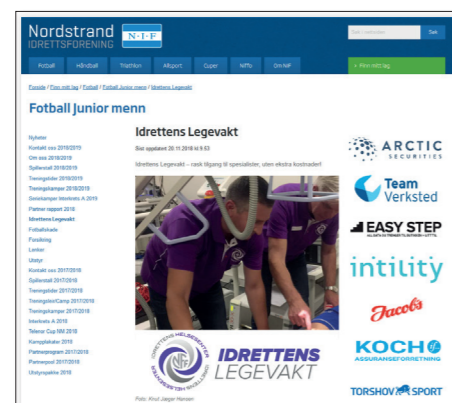 Nordstrand
IDRETTSFORENING
N·I·F
Søk
Fotball Håndball Triathlon Allsport Cuper Niffo Om NIF
+ Finn mitt lag
Forside / Finn mitt lag / Fotball / Fotball Junior menn / Idrettens Legevakt
Fotball Junior menn
Nyheter
Kontakt oss 2018/2019
Om oss 2018/2019
Spillerstall 2018/2019
Treningstider 2018/2019
Treningskamper 2018/2019
Seriekamper Interkrets A 2019
Partner rapport 2018
Idrettens Legevakt
Fotballskade
Forsikring
Lenker
Utstyr
Kontakt oss 2017/2018
Spillerstall 2017/2018
Treningstider 2017/2018
Treningsleir/Camp 2017/2018
Treningskamper 2017/2018
Interkrets A 2018
Telenor Cup NM 2018
Kampplakater 2018
Partnerprogram 2017/2018
Partnerpool 2017/2018
Utstyrspakke 2018
Idrettens Legevakt
Sist oppdatert 20.11.2018 kl 9:53
Idrettens Legevakt – rask tilgang til spesialister, uten ekstra kostnader!
IDRETTENS HELSESENTER
NIF
IDRETTENS
LEGEVAKT
Foto: Knut Jæger Hansen
ARCTIC
SECURITIES
Team
Verksted
EASY STEP
intility
Jacob's
KOCH
ASSURANSEFORRETNING
TORSHOV SPORT